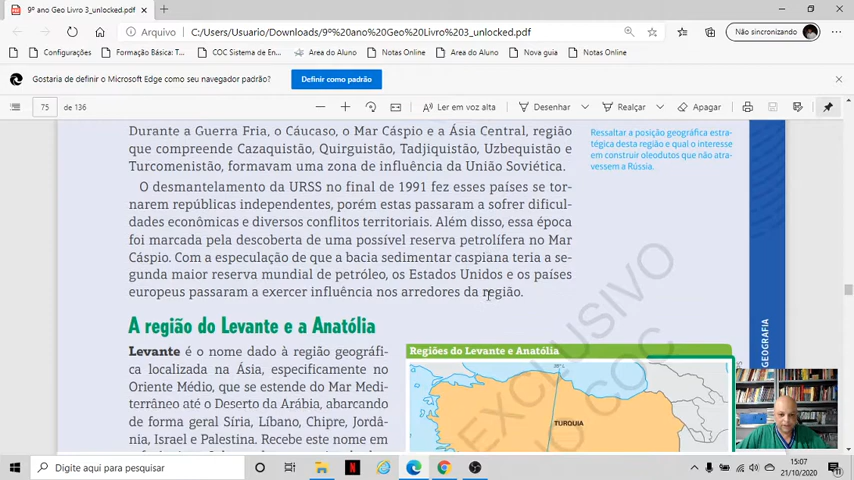 9º ano Geo Livro 3_unlocked.pdf
Arquivo
C:/Users/Usuario/Downloads/9º%20ano%20Geo%20Livro%203_unlocked.pdf
Não sincronizando
Configurações
Formação Básica: T...
COC Sistema de En...
Area do Aluno
Notas Online
Area do Aluno
Nova guia
Notas Online
Gostaria de definir o Microsoft Edge como seu navegador padrão?
Definir como padrão
75
de 136
Ler em voz alta
Desenhar
Realçar
Apagar
Durante a Guerra Fria, o Cáucaso, o Mar Cáspio e a Ásia Central, região
que compreende Cazaquistão, Quirguistão, Tadjiquistão, Uzbequistão e
Turcomenistão, formavam uma zona de influência da União Soviética.
O desmantelamento da URSS no final de 1991 fez esses países se tor-
narem repúblicas independentes, porém estas passaram a sofrer dificul-
dades econômicas e diversos conflitos territoriais. Além disso, essa época
foi marcada pela descoberta de uma possível reserva petrolífera no Mar
Cáspio. Com a especulação de que a bacia sedimentar caspiana teria a se-
gunda maior reserva mundial de petróleo, os Estados Unidos e os países
europeus passaram a exercer influência nos arredores da região.
Ressaltar a posição geográfica estra-
tégica desta região e qual o interesse
em construir oleodutos que não atra-
vessem a Rússia.
A região do Levante e a Anatólia
Levante é o nome dado à região geográfi-
ca localizada na Ásia, especificamente no
Oriente Médio, que se estende do Mar Medi-
terrâneo até o Deserto da Arábia, abarcando
de forma geral Síria, Líbano, Chipre, Jordâ-
nia, Israel e Palestina. Recebe este nome em
Regiões do Levante e Anatólia
TURQUIA
EXCLUSIVO
COC
GEOGRAFIA
Digite aqui para pesquisar
15:07
21/10/2020